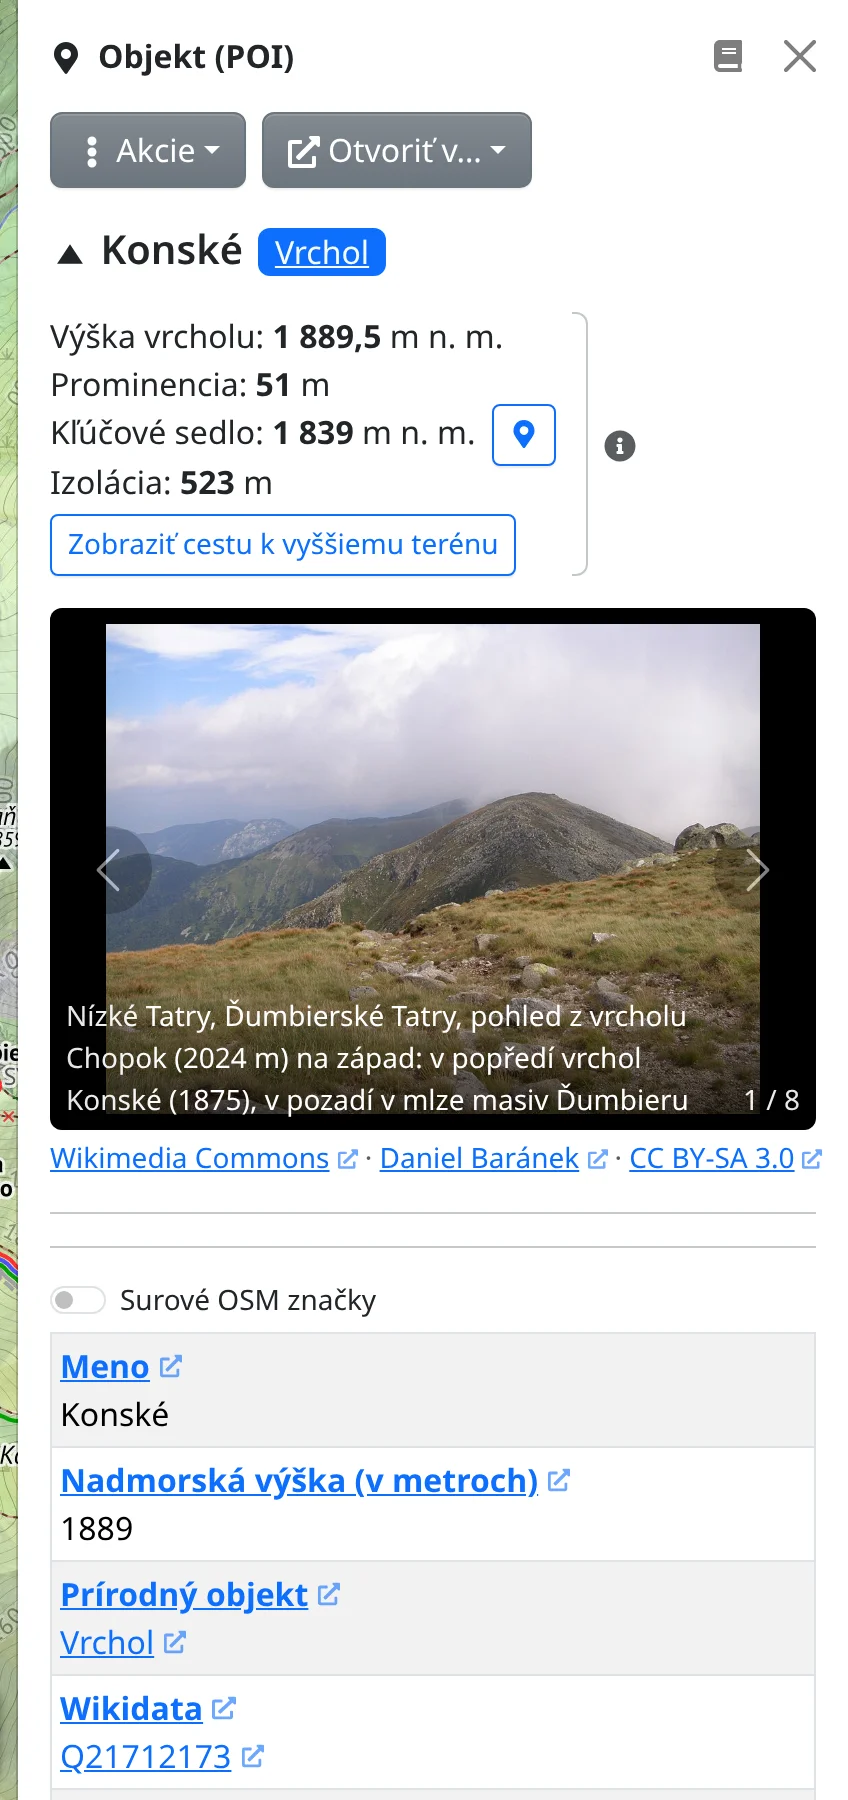 Objekt (POI)
Akcie
Otvoriť v...
Konské Vrchol
Výška vrcholu: 1 889,5 m n. m.
Prominencia: 51 m
Kľúčové sedlo: 1 839 m n. m.
Izolácia: 523 m
Zobraziť cestu k vyššiemu terénu
Nízké Tatry, Ďumbierské Tatry, pohled z vrcholu
Chopok (2024 m) na západ: v popředí vrchol
Konské (1875), v pozadí v mlze masiv Ďumbieru
1 / 8
Wikimedia Commons · Daniel Baránek · CC BY-SA 3.0
Surové OSM značky
Meno
Konské
Nadmorská výška (v metroch)
1889
Prírodný objekt
Vrchol
Wikidata
Q21712173